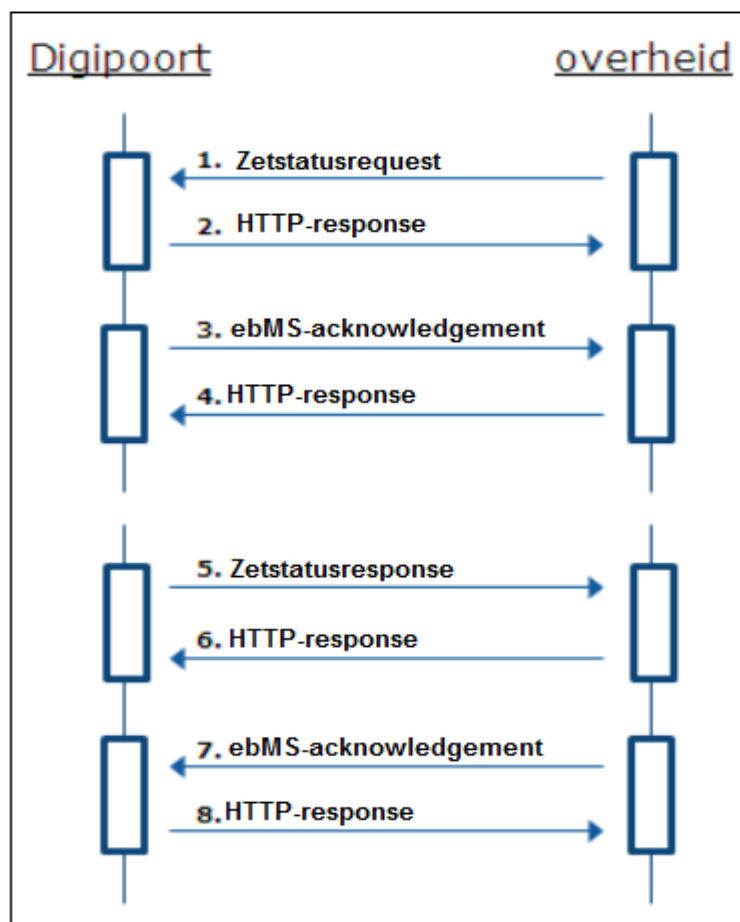 Digipoort overheid
1. Zetstatusrequest
2. HTTP-response
3. ebMS-acknowledgement
4. HTTP-response
5. Zetstatusresponse
6. HTTP-response
7. ebMS-acknowledgement
8. HTTP-response